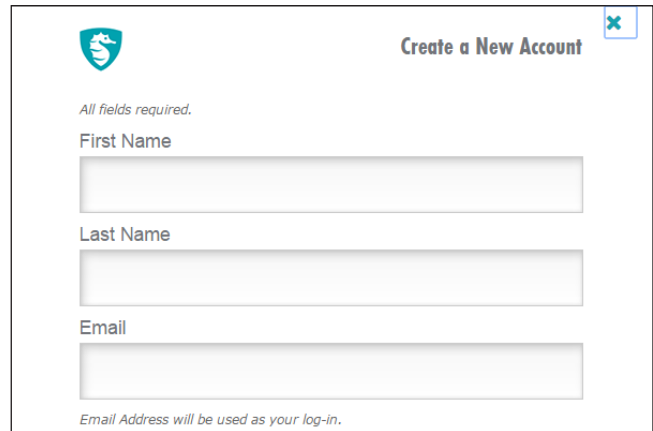 Create a New Account
All fields required.
First Name
Last Name
Email
Email Address will be used as your log-in.